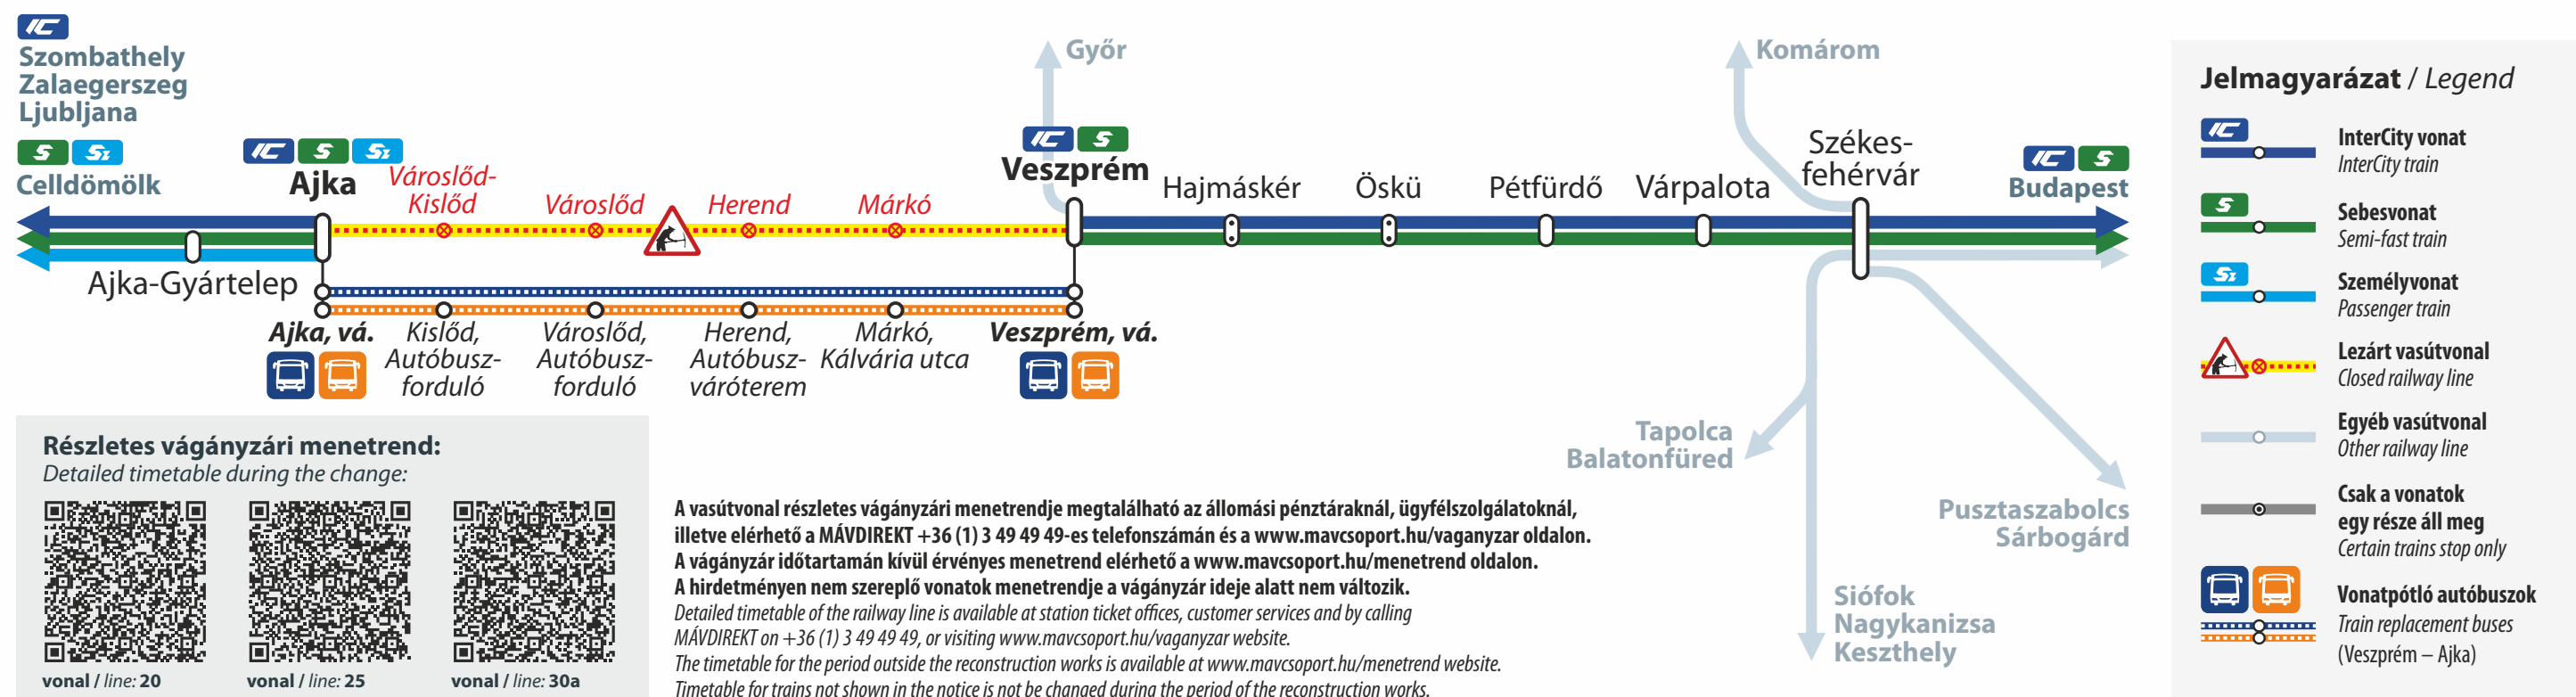 IC
Szombathely
Zalaegerszeg
Ljubljana
S Sz
Celldömölk
IC S Sz
Ajka
Városlőd-
Kislőd
Városlőd
Herend
Márkó
Győr
IC S
Veszprém
Hajmáskér
Öskü
Pétfürdő
Várpalota
Komárom
Székes-
fehérvár
IC S
Budapest
Ajka-Gyártelep
Ajka, vá.
Kislőd,
Autóbusz-
forduló
Városlőd,
Autóbusz-
forduló
Herend,
Autóbusz-
váróterem
Márkó,
Kálvária utca
Veszprém, vá.
Tapolca
Balatonfüred
Pusztaszabolcs
Sárbogárd
Siófok
Nagykanizsa
Keszthely
Részletes vágányzári menetrend:
Detailed timetable during the change:
vonal / line: 20
vonal / line: 25
vonal / line: 30a
A vasútvonal részletes vágányzári menetrendje megtalálható az állomási pénztáraknál, ügyfélszolgálatoknál,
illetve elérhető a MÁVDIREKT +36 (1) 3 49 49 49-es telefonszámán és a www.mavcsoport.hu/vaganyzar oldalon.
A vágányzár időtartamán kívül érvényes menetrend elérhető a www.mavcsoport.hu/menetrend oldalon.
A hirdetményen nem szereplő vonatok menetrendje a vágányzár ideje alatt nem változik.
Detailed timetable of the railway line is available at station ticket offices, customer services and by calling
MÁVDIREKT on +36 (1) 3 49 49 49, or visiting www.mavcsoport.hu/vaganyzar website.
The timetable for the period outside the reconstruction works is available at www.mavcsoport.hu/menetrend website.
Timetable for trains not shown in the notice is not be changed during the period of the reconstruction works.
Jelmagyarázat / Legend
IC
InterCity vonat
InterCity train
S
Sebesvonat
Semi-fast train
Sz
Személyvonat
Passenger train
Lezárt vasútvonal
Closed railway line
Egyéb vasútvonal
Other railway line
Csak a vonatok
egy része áll meg
Certain trains stop only
Vonatpótló autóbuszok
Train replacement buses
(Veszprém – Ajka)